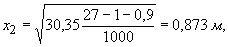 x₂ = √(30,35 (27 − 1 − 0,9)/1000) = 0,873 м,